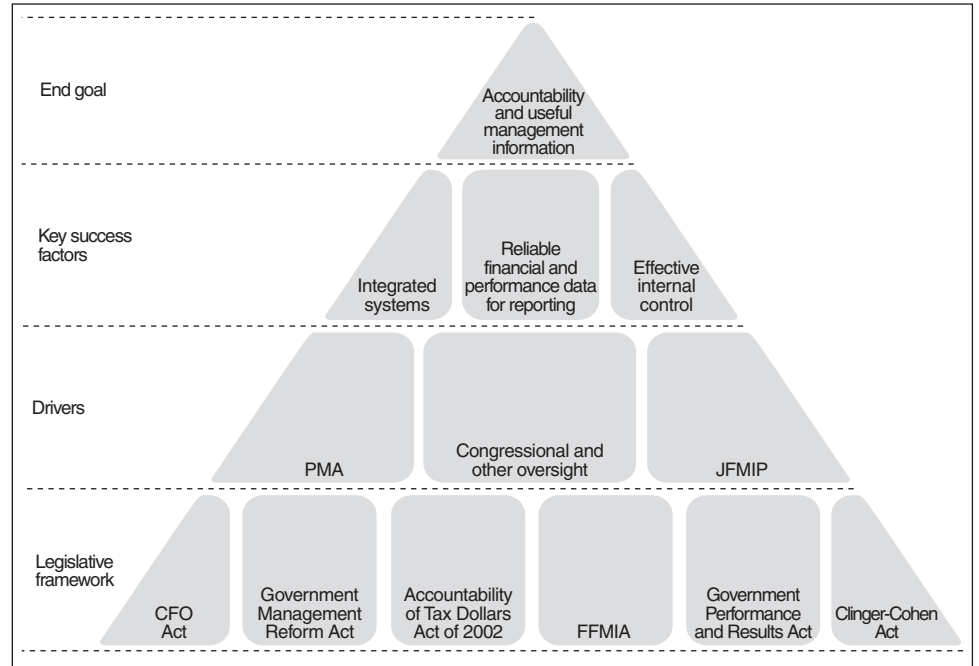 End goal
Accountability
and useful
management
information
Key success
factors
Integrated
systems
Reliable
financial and
performance data
for reporting
Effective
internal
control
Drivers
PMA
Congressional and
other oversight
JFMIP
Legislative
framework
CFO
Act
Government
Management
Reform Act
Accountability
of Tax Dollars
Act of 2002
FFMIA
Government
Performance
and Results Act
Clinger-Cohen
Act